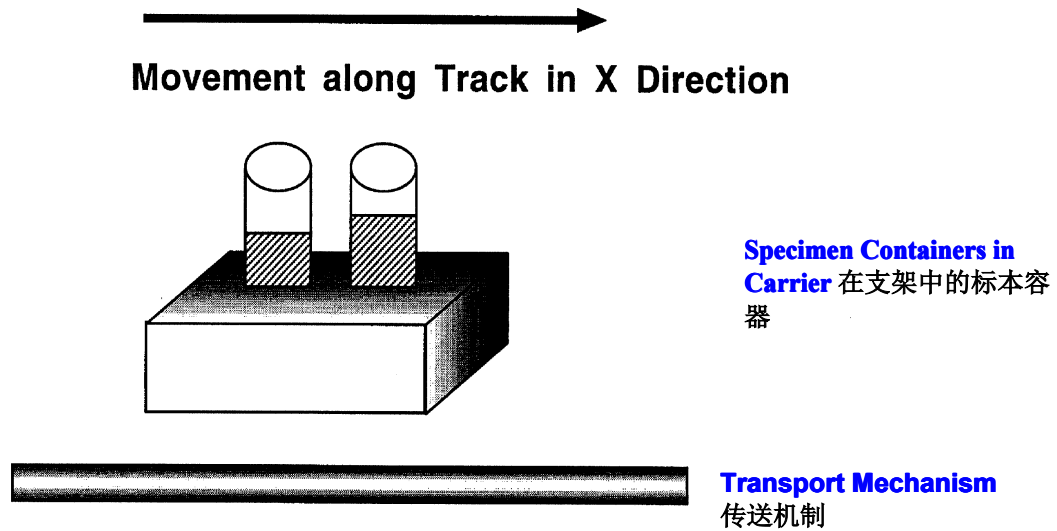 Movement along Track in X Direction
Specimen Containers in
Carrier 在支架中的标本容
器
Transport Mechanism
传送机制